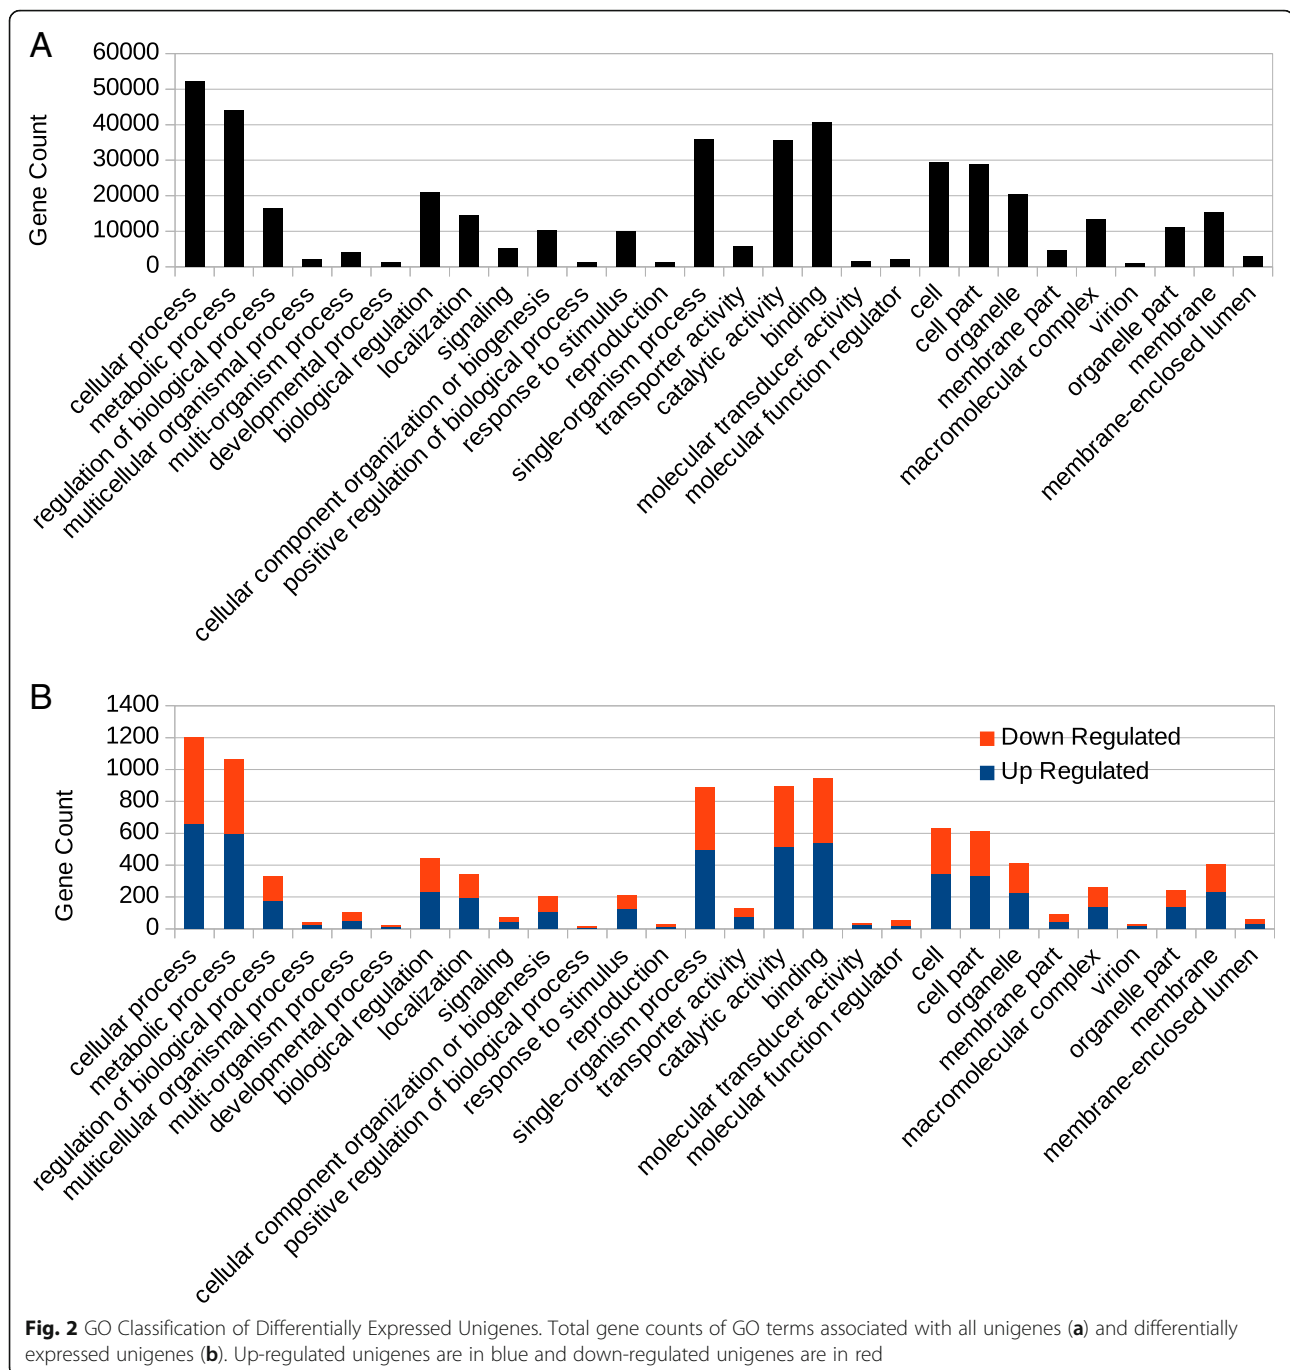 A
60000
50000
40000
30000
20000
10000
0
Gene Count
cellular process
metabolic process
regulation of biological process
multicellular organismal process
multi-organism process
developmental process
biological regulation
localization
signaling
cellular component organization or biogenesis
positive regulation of biological process
response to stimulus
reproduction
single-organism process
transporter activity
catalytic activity
binding
molecular transducer activity
molecular function regulator
cell
cell part
organelle
membrane part
macromolecular complex
virion
organelle part
membrane
membrane-enclosed lumen
B
1400
1200
1000
800
600
400
200
0
Gene Count
Down Regulated
Up Regulated
cellular process
metabolic process
regulation of biological process
multicellular organismal process
multi-organism process
developmental process
biological regulation
localization
signaling
cellular component organization or biogenesis
positive regulation of biological process
response to stimulus
reproduction
single-organism process
transporter activity
catalytic activity
binding
molecular transducer activity
molecular function regulator
cell
cell part
organelle
membrane part
macromolecular complex
virion
organelle part
membrane
membrane-enclosed lumen
Fig. 2 GO Classification of Differentially Expressed Unigenes. Total gene counts of GO terms associated with all unigenes (a) and differentially
expressed unigenes (b). Up-regulated unigenes are in blue and down-regulated unigenes are in red